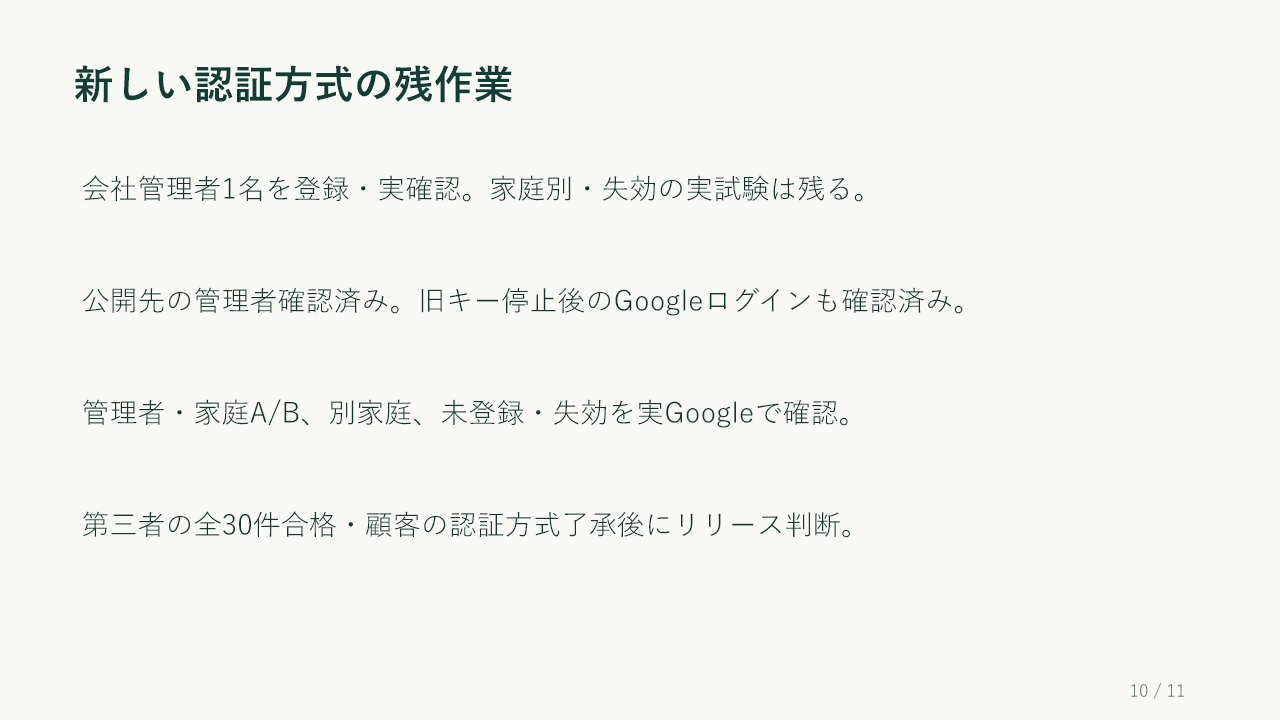 新しい認証方式の残作業
会社管理者1名を登録・実確認。家庭別・失効の実試験は残る。
公開先の管理者確認済み。旧キー停止後のGoogleログインも確認済み。
管理者・家庭A/B、別家庭、未登録・失効を実Googleで確認。
第三者の全30件合格・顧客の認証方式了承後にリリース判断。
10 / 11